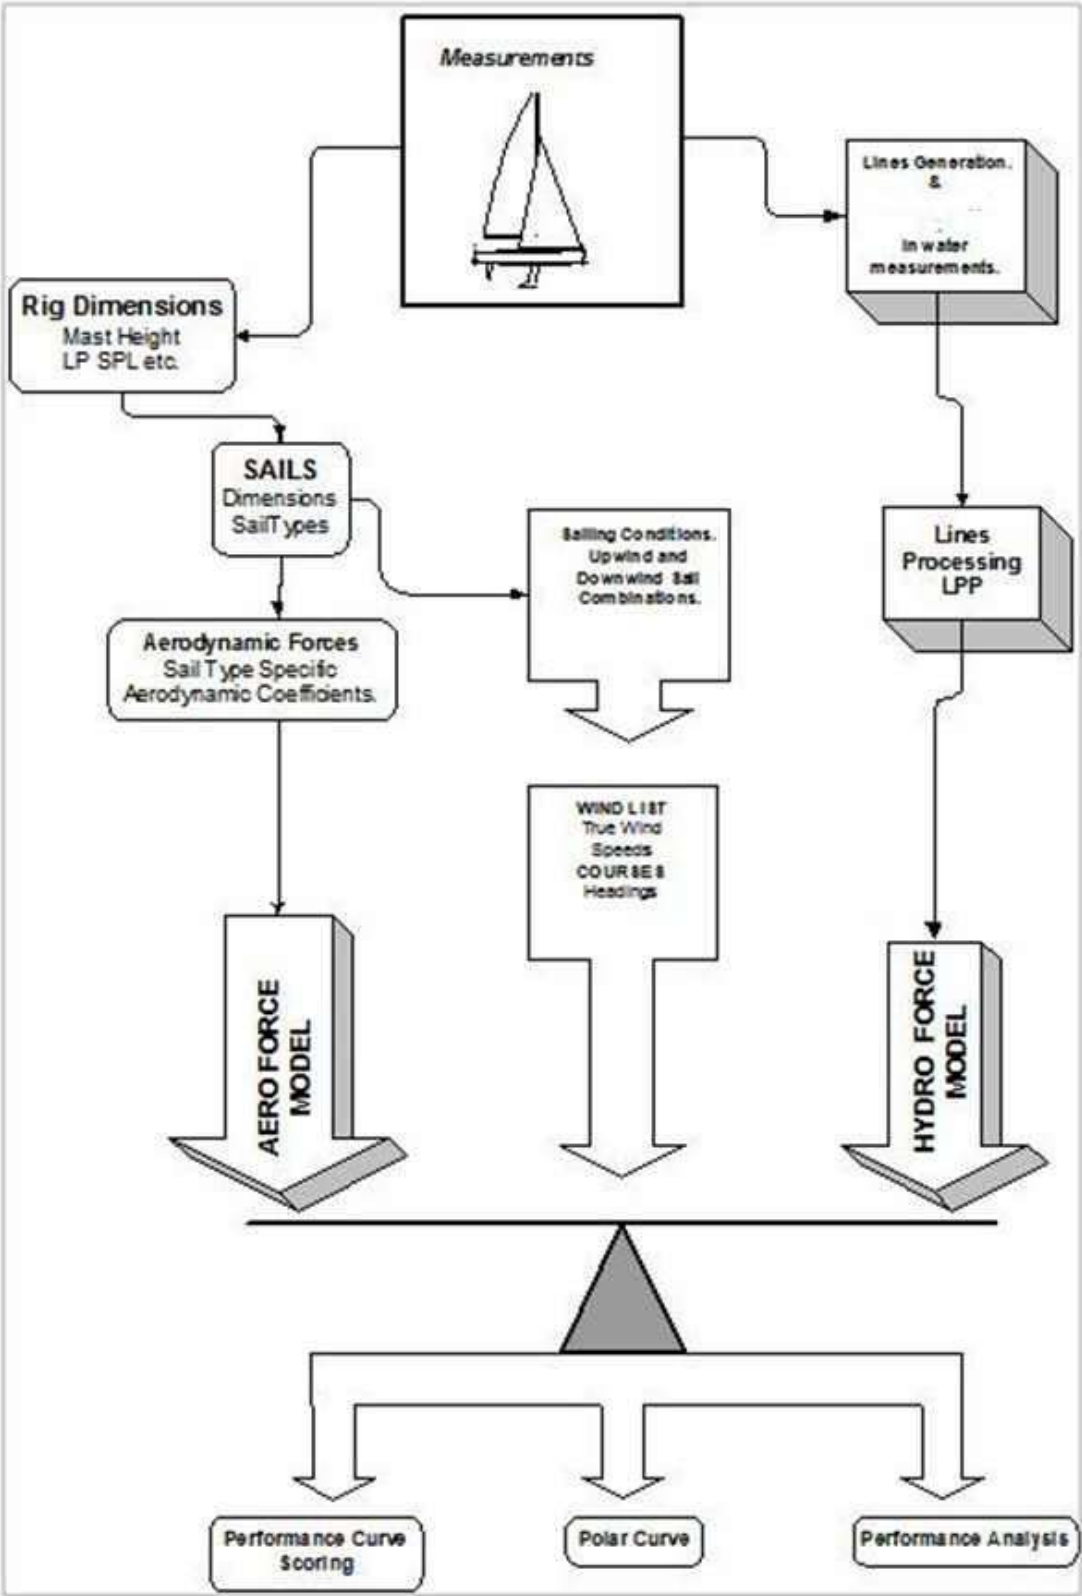 Measurements
Lines Generation.
&
In water
measurements.
Rig Dimensions
Mast Height
LP SPL etc.
SAILS
Dimensions
SailTypes
Sailing Conditions.
Upwind and
Downwind Sail
Combinations.
Lines
Processing
LPP
Aerodynamic Forces
Sail Type Specific
Aerodynamic Coefficients.
WIND LIST
True Wind
Speeds
COURSES
Headings
AERO FORCE
MODEL
HYDRO FORCE
MODEL
Performance Curve
Scoring
Polar Curve
Performance Analysis